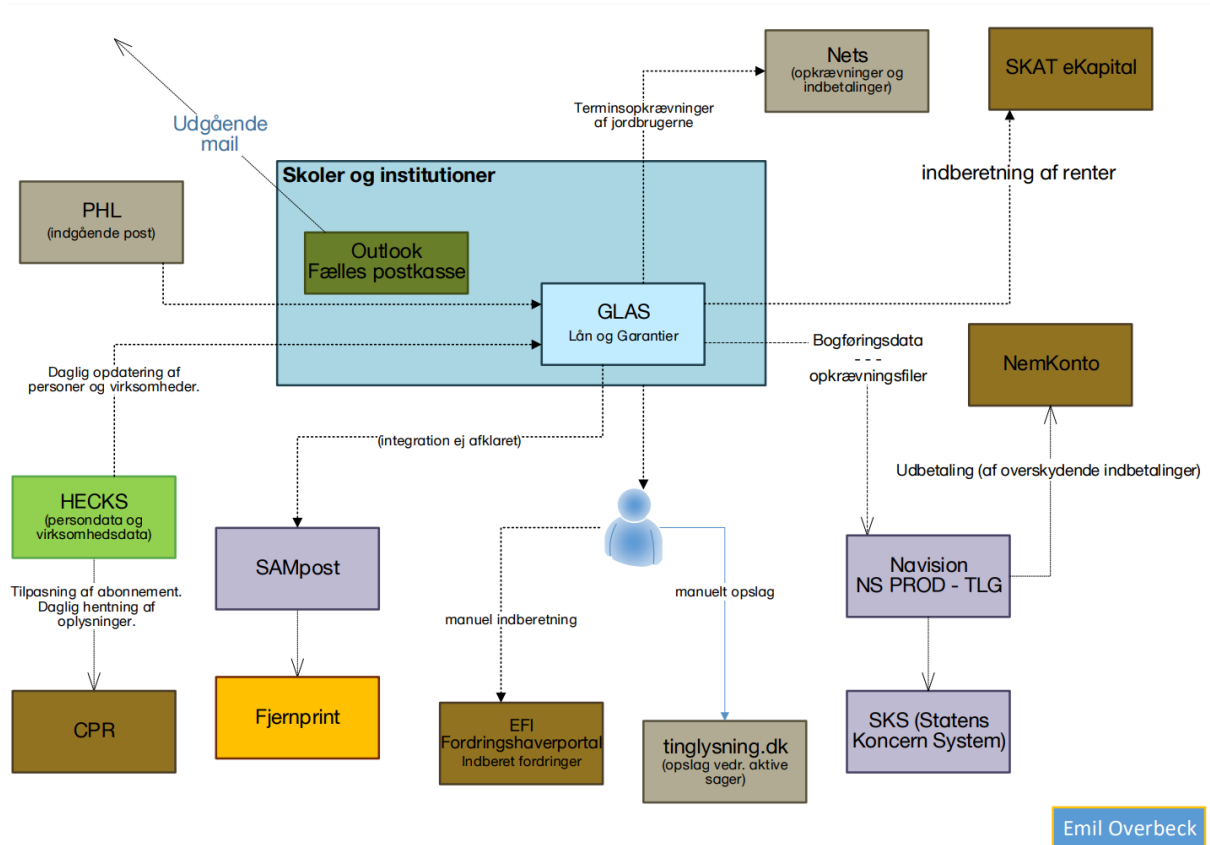 Nets
(opkrævninger og
indbetalinger)
SKAT eKapital
Udgående
mail
Terminsopkrævninger
af jordbrugerne
Skoler og institutioner
indberetning af renter
PHL
(indgående post)
Outlook
Fælles postkasse
GLAS
Lån og Garantier
Bogføringsdata
- - -
opkrævningsfiler
NemKonto
Daglig opdatering af
personer og virksomheder.
(integration ej afklaret)
Udbetaling (af overskydende indbetalinger)
HECKS
(persondata og
virksomhedsdata)
SAMpost
Navision
NS PROD - TLG
Tilpasning af abonnement.
Daglig hentning af
oplysninger.
manuel indberetning
manuelt opslag
CPR
Fjernprint
EFI
Fordringshaverportal
Indberet fordringer
tinglysning.dk
(opslag vedr. aktive
sager)
SKS (Statens
Koncern System)
Emil Overbeck